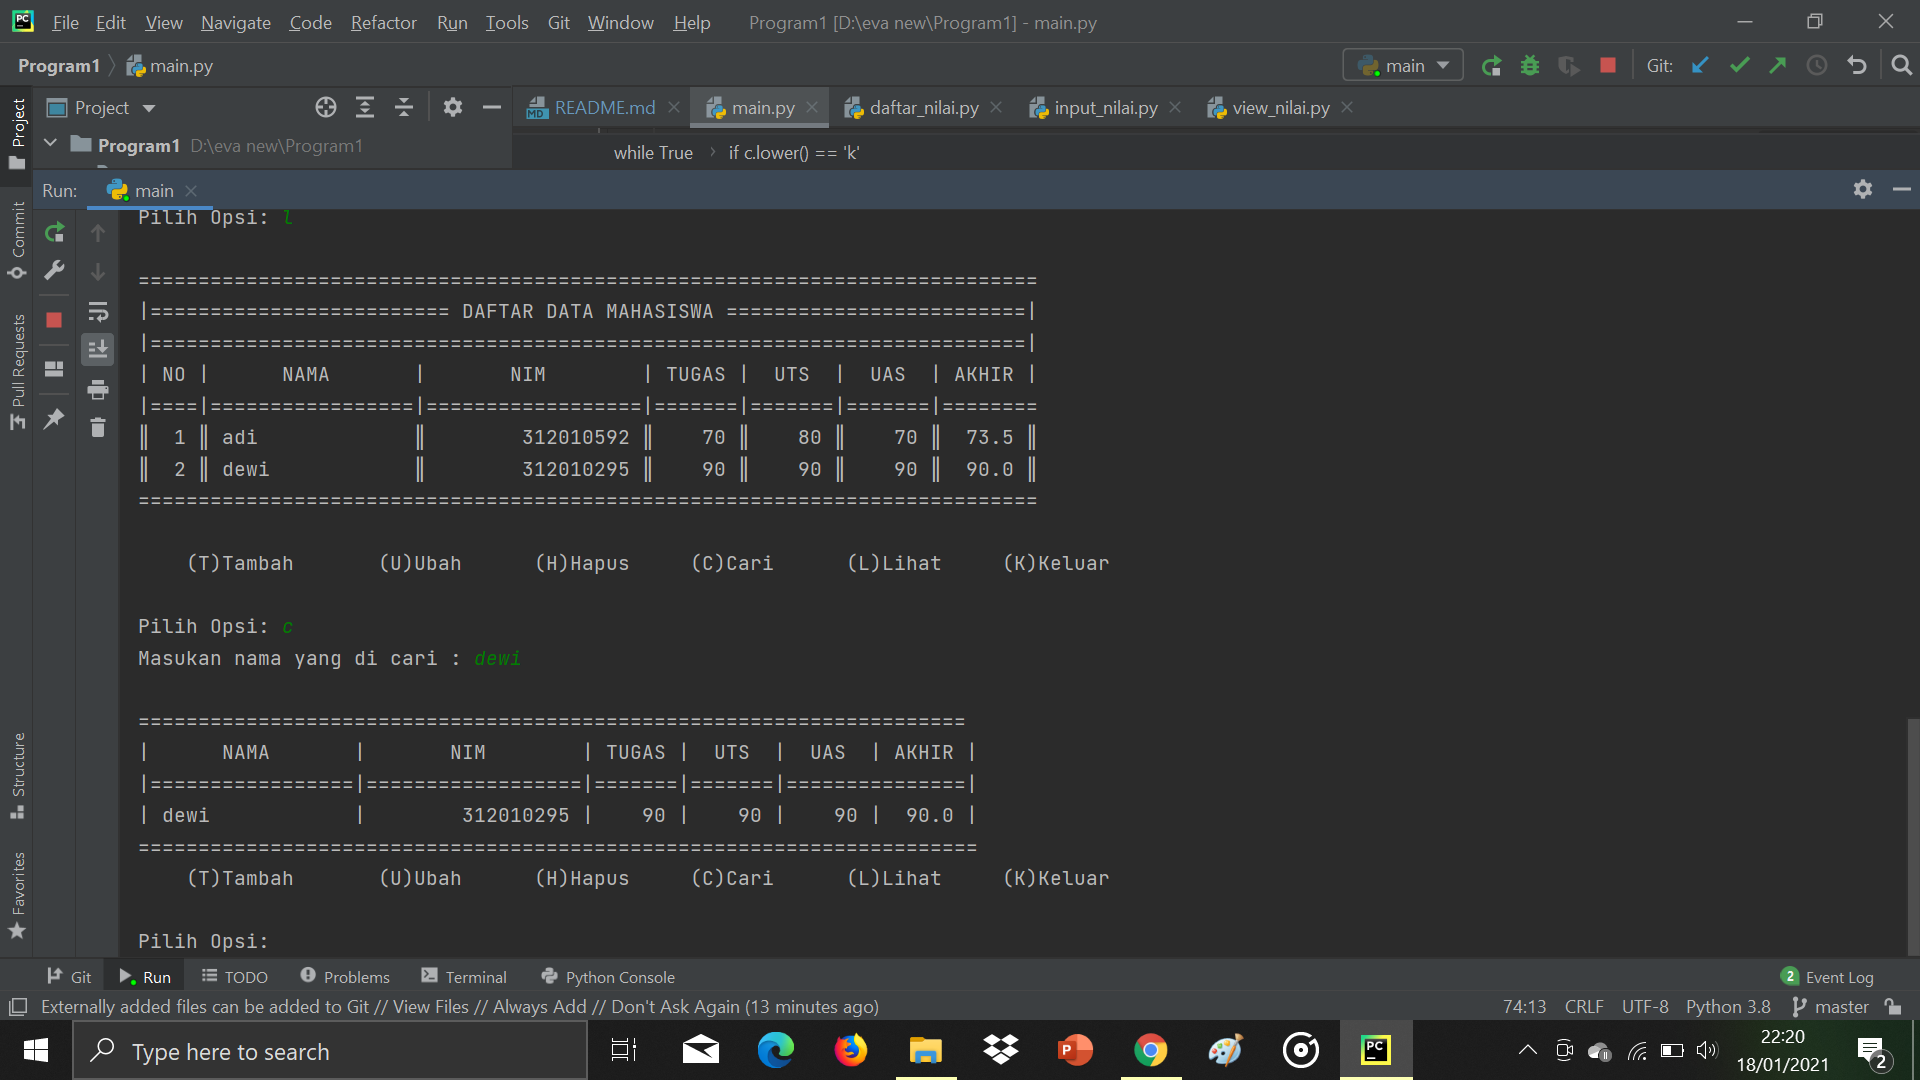 File Edit View Navigate Code Refactor Run Tools Git Window Help Program1 [D:\eva new\Program1] - main.py
Program1 main.py main Git:
Project README.md main.py daftar_nilai.py input_nilai.py view_nilai.py
Program1 D:\eva new\Program1
while True if c.lower() == 'k'
Run: main
Project
Commit
Pull Requests
Structure
Favorites
Pilih Opsi: l
===========================================================================
|========================= DAFTAR DATA MAHASISWA =========================|
|=========================================================================|
| NO | NAMA | NIM | TUGAS | UTS | UAS | AKHIR |
|====|=================|==================|=======|=======|=======|========
║ 1 ║ adi ║ 312010592 ║ 70 ║ 80 ║ 70 ║ 73.5 ║
║ 2 ║ dewi ║ 312010295 ║ 90 ║ 90 ║ 90 ║ 90.0 ║
===========================================================================
(T)Tambah (U)Ubah (H)Hapus (C)Cari (L)Lihat (K)Keluar
Pilih Opsi: c
Masukan nama yang di cari : dewi
=====================================================================
| NAMA | NIM | TUGAS | UTS | UAS | AKHIR |
|=================|==================|=======|=======|===============|
| dewi | 312010295 | 90 | 90 | 90 | 90.0 |
======================================================================
(T)Tambah (U)Ubah (H)Hapus (C)Cari (L)Lihat (K)Keluar
Pilih Opsi:
Git Run TODO Problems Terminal Python Console 2 Event Log
Externally added files can be added to Git // View Files // Always Add // Don't Ask Again (13 minutes ago) 74:13 CRLF UTF-8 Python 3.8 master
Type here to search
22:20
18/01/2021
2